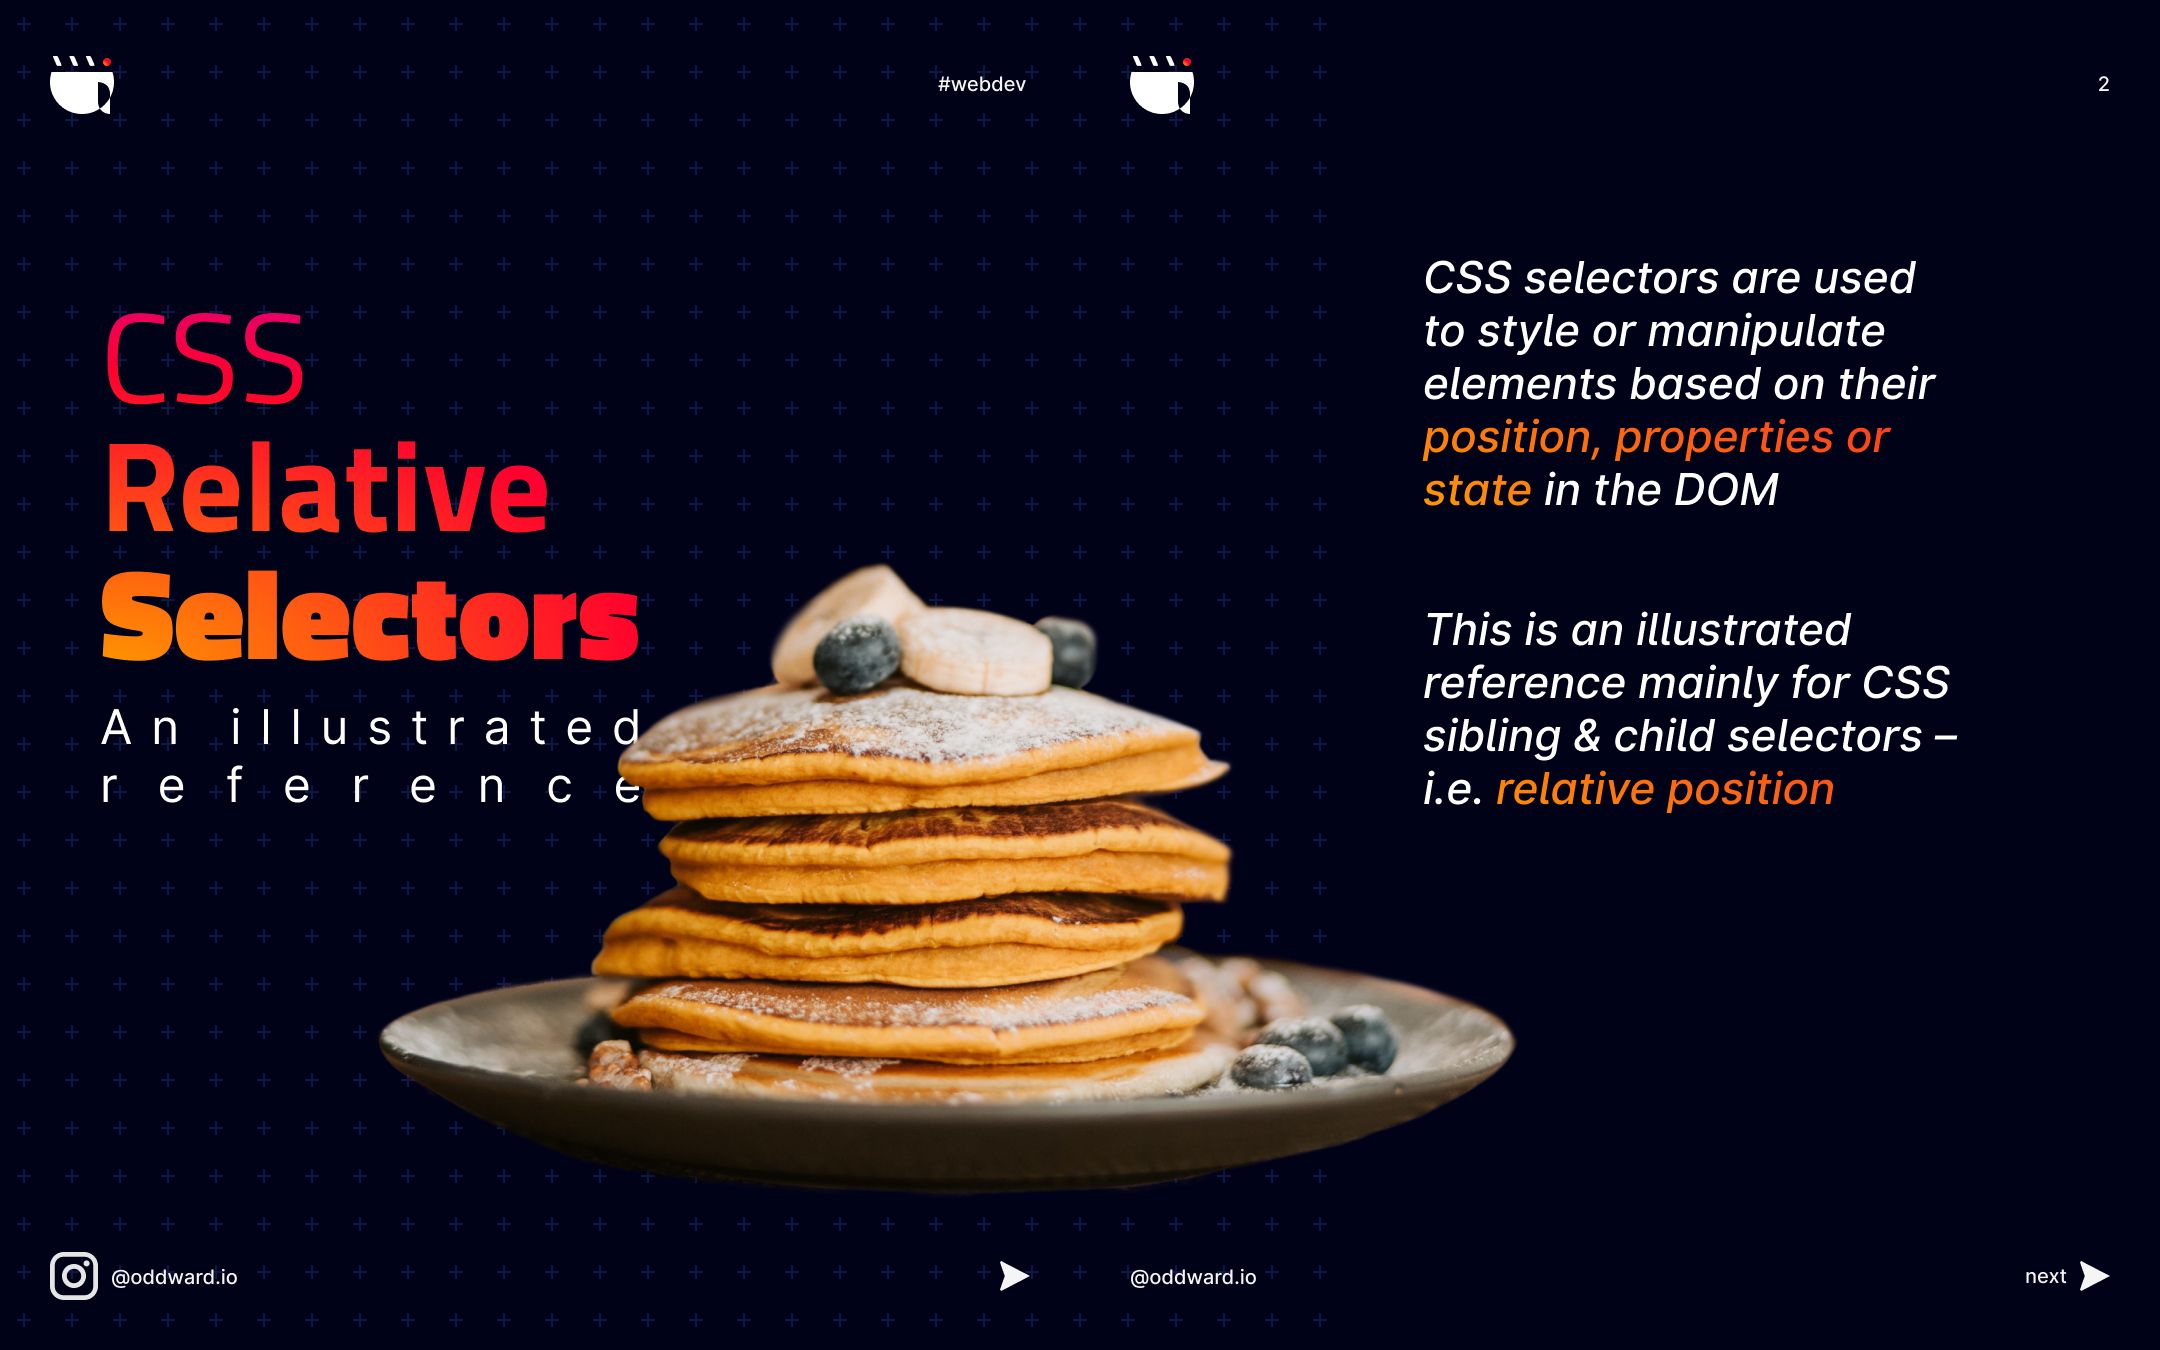 #webdev
CSS
Relative
Selectors
An illustrated
reference
@oddward.io
2
CSS selectors are used
to style or manipulate
elements based on their
position, properties or
state in the DOM
This is an illustrated
reference mainly for CSS
sibling & child selectors –
i.e. relative position
@oddward.io
next